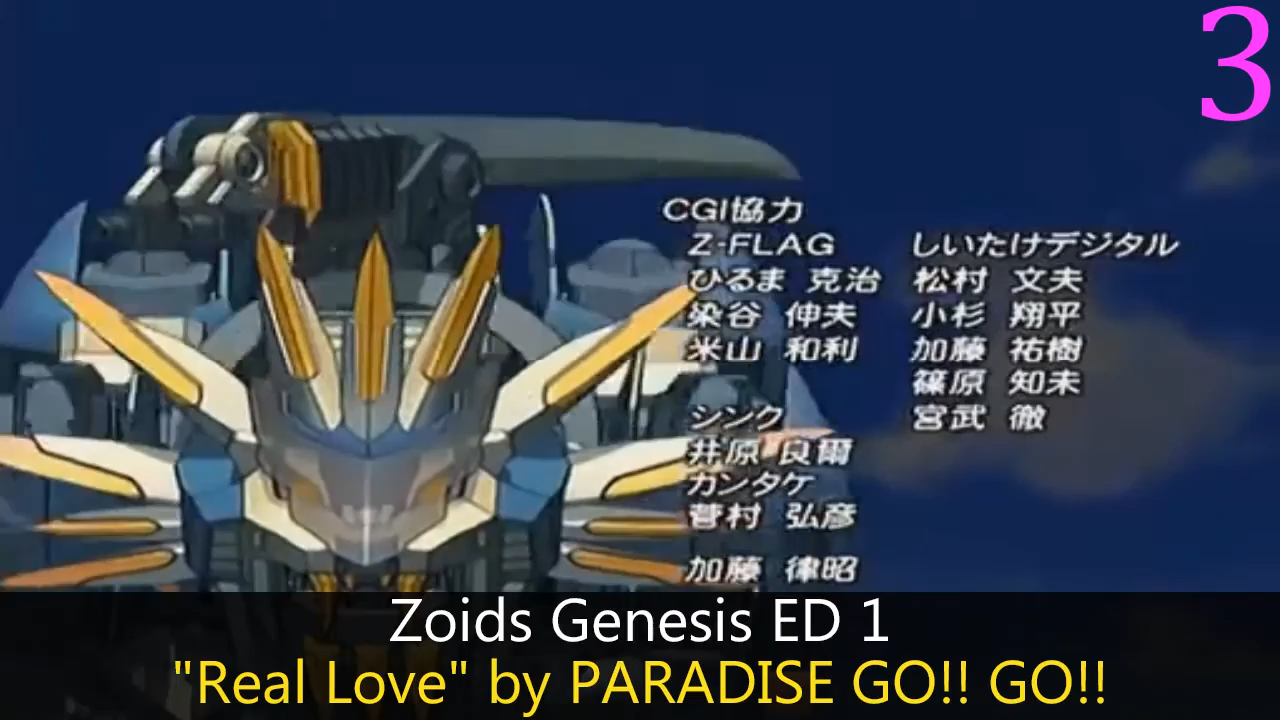 3
CGI協力
Z-FLAG しいたけデジタル
ひるま 克治 松村 文夫
染谷 伸夫 小杉 翔平
米山 和利 加藤 祐樹
篠原 知未
シンク 宮武 徹
井原 良爾
カンタケ
菅村 弘彦
加藤 律昭
Zoids Genesis ED 1
"Real Love" by PARADISE GO!! GO!!